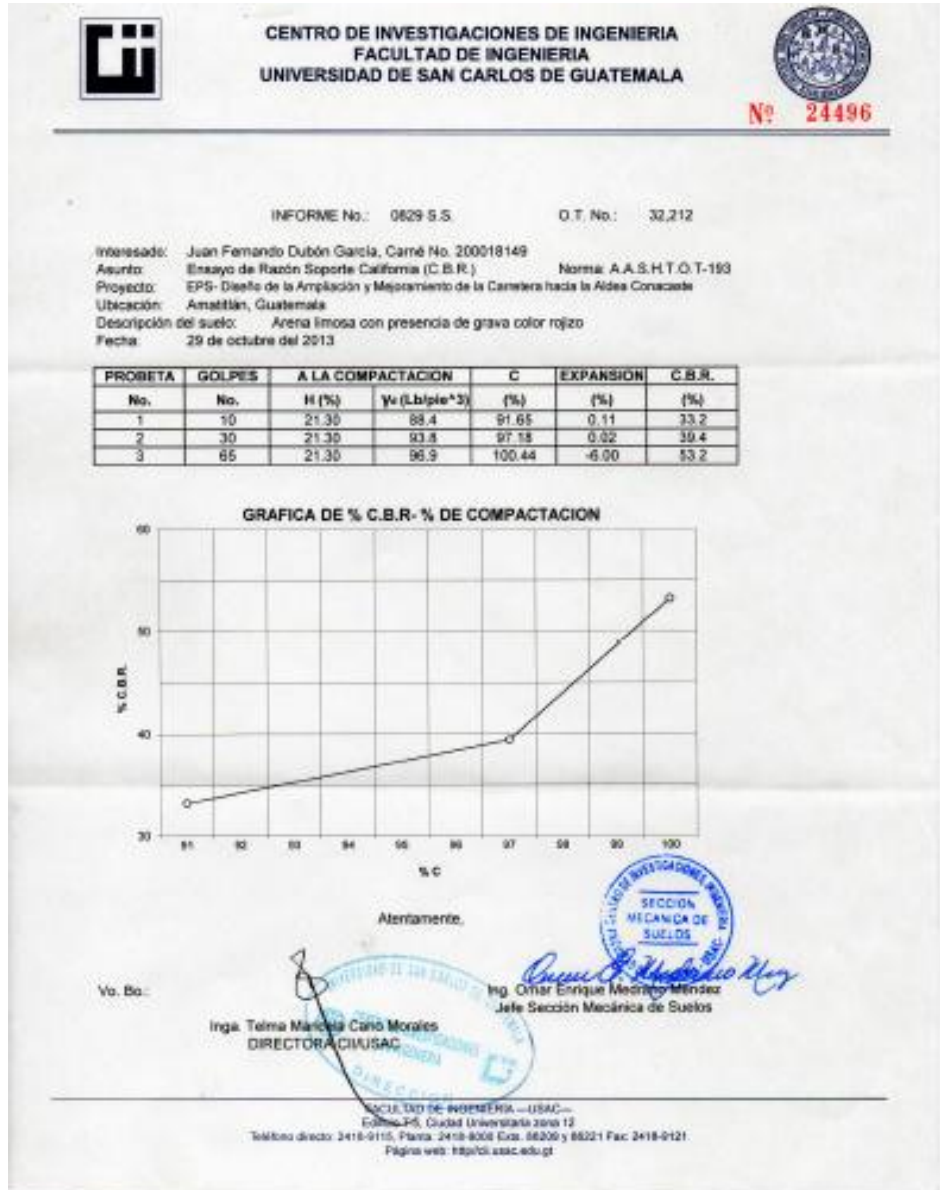 CENTRO DE INVESTIGACIONES DE INGENIERIA
FACULTAD DE INGENIERIA
UNIVERSIDAD DE SAN CARLOS DE GUATEMALA
Nº 24496
INFORME No.: 0829 S.S. O.T. No.: 32,212
Interesado: Juan Fernando Dubón García, Carné No. 200018149
Asunto: Ensayo de Razón Soporte California (C.B.R.) Norma: A.A.S.H.T.O.T-193
Proyecto: EPS- Diseño de la Ampliación y Mejoramiento de la Carretera hacia la Aldea Conacaste
Ubicación: Amatitlán, Guatemala
Descripción del suelo: Arena limosa con presencia de grava color rojizo
Fecha: 29 de octubre del 2013
PROBETA GOLPES A LA COMPACTACION C EXPANSION C.B.R.
No. No. H (%) (Lb/pie^3) (%) (%) (%)
1 10 21.30 88.4 91.65 0.11 33.2
2 30 21.30 93.8 97.18 0.02 39.4
3 65 21.30 96.9 100.44 -6.00 53.2
GRAFICA DE % C.B.R- % DE COMPACTACION
60
50
% C.B.R.
40
30
91 92 93 94 95 96 97 98 99 100
% C
Atentamente,
SECCION
MECANICA DE
SUELOS
Vo. Bo.:
Ing. Omar Enrique Medrano Méndez
Jefe Sección Mecánica de Suelos
Inga. Telma Maricela Cano Morales
DIRECTORA CII/USAC
DIRECCION
FACULTAD DE INGENIERIA —USAC—
Edificio T-5, Ciudad Universitaria zona 12
Teléfono directo: 2418-9115, Planta: 2418-8000 Exts. 86209 y 86221 Fax: 2418-9121
Página web: http//cii.usac.edu.gt